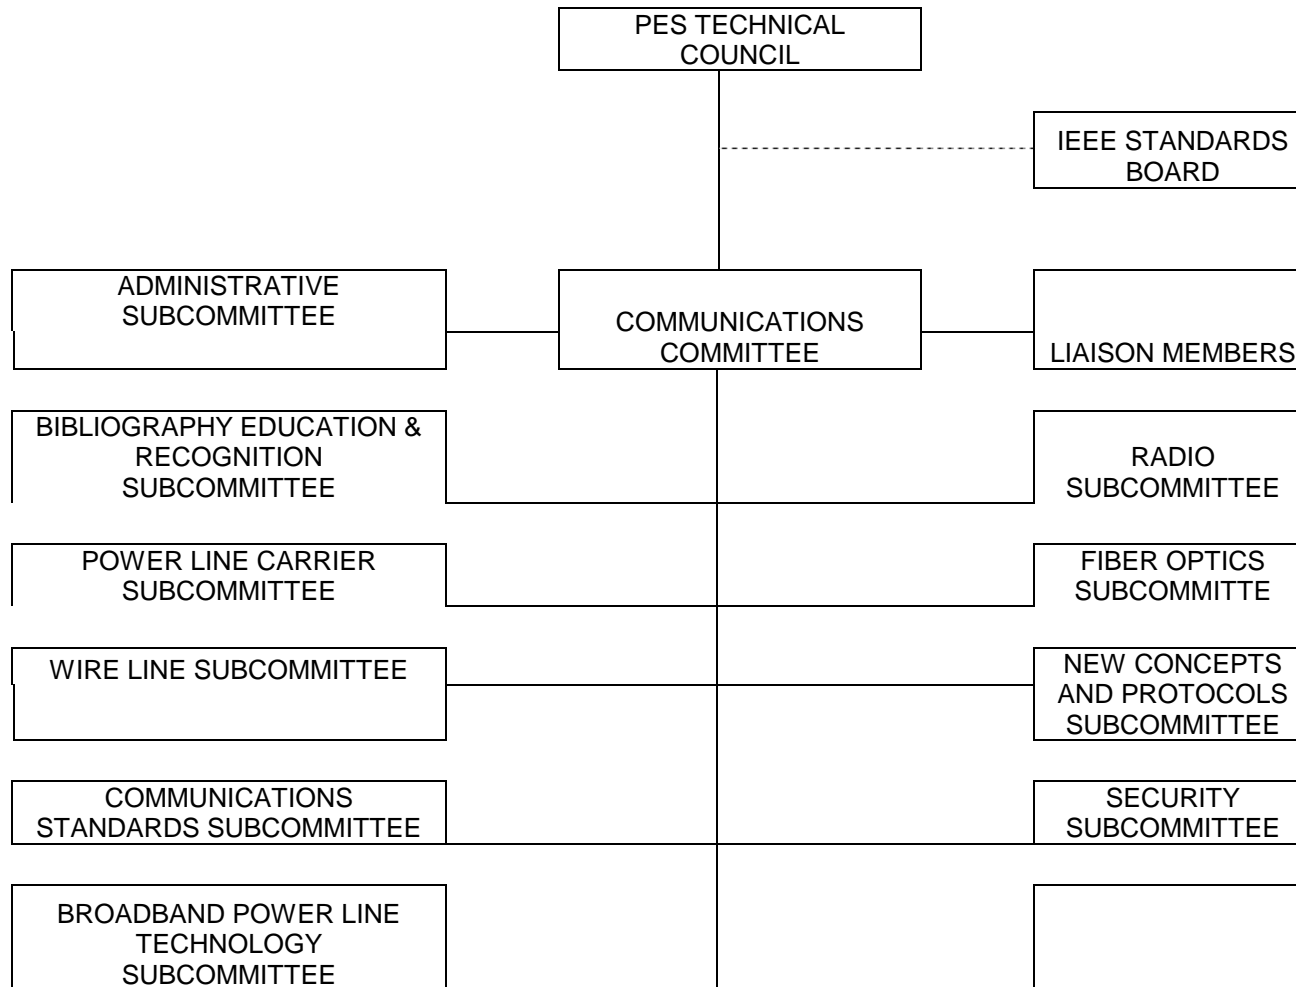 PES TECHNICAL
COUNCIL
IEEE STANDARDS
BOARD
ADMINISTRATIVE
SUBCOMMITTEE
COMMUNICATIONS
COMMITTEE
LIAISON MEMBERS
BIBLIOGRAPHY EDUCATION &
RECOGNITION
SUBCOMMITTEE
RADIO
SUBCOMMITTEE
POWER LINE CARRIER
SUBCOMMITTEE
FIBER OPTICS
SUBCOMMITTE
WIRE LINE SUBCOMMITTEE
NEW CONCEPTS
AND PROTOCOLS
SUBCOMMITTEE
COMMUNICATIONS
STANDARDS SUBCOMMITTEE
SECURITY
SUBCOMMITTEE
BROADBAND POWER LINE
TECHNOLOGY
SUBCOMMITTEE